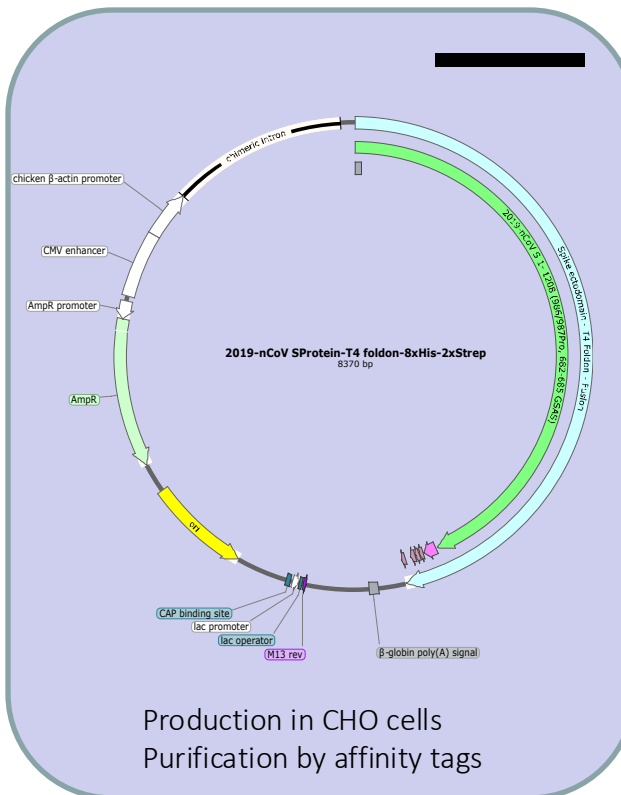 chimeric intron
chicken β-actin promoter
CMV enhancer
AmpR promoter
2019-nCoV S 1- 1208 (986/987Pro, 682-685 GSAS)
Spike ectodomain - T4 Foldon - Fusion
2019-nCoV SProtein-T4 foldon-8xHis-2xStrep
8370 bp
AmpR
ori
CAP binding site
lac promoter
lac operator
M13 rev
β-globin poly(A) signal
Production in CHO cells
Purification by affinity tags